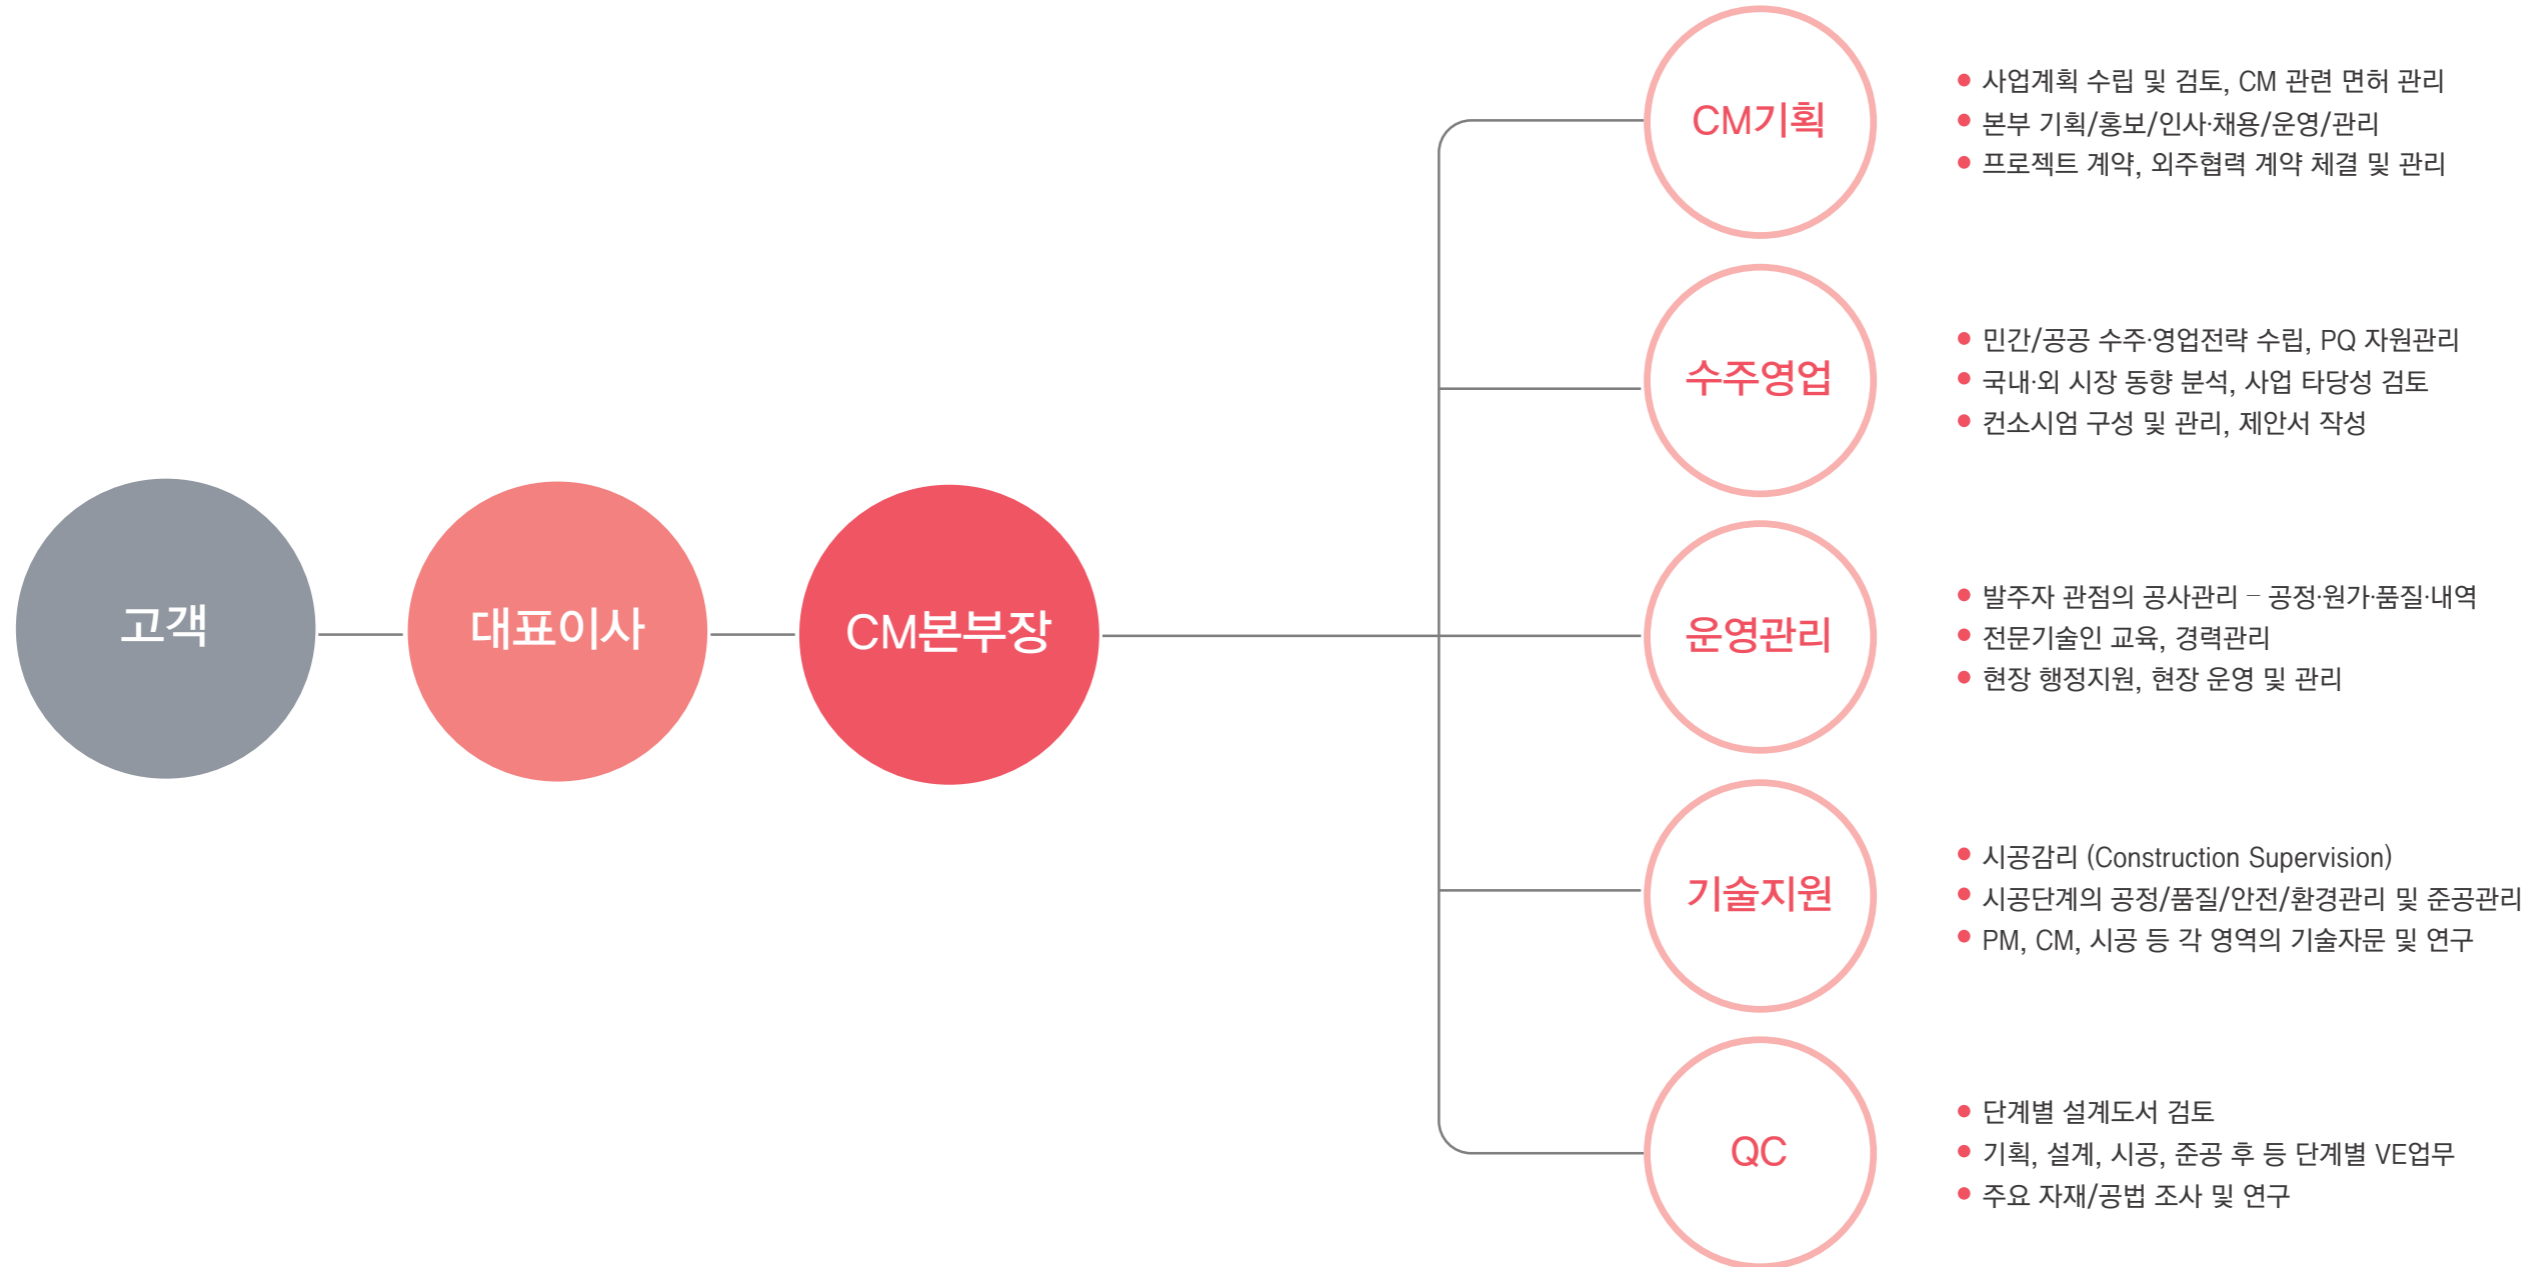 고객
대표이사
CM본부장
CM기획
사업계획 수립 및 검토, CM 관련 면허 관리
본부 기획/홍보/인사·채용/운영/관리
프로젝트 계약, 외주협력 계약 체결 및 관리
수주영업
민간/공공 수주·영업전략 수립, PQ 자원관리
국내·외 시장 동향 분석, 사업 타당성 검토
컨소시엄 구성 및 관리, 제안서 작성
운영관리
발주자 관점의 공사관리 – 공정·원가·품질·내역
전문기술인 교육, 경력관리
현장 행정지원, 현장 운영 및 관리
기술지원
시공감리 (Construction Supervision)
시공단계의 공정/품질/안전/환경관리 및 준공관리
PM, CM, 시공 등 각 영역의 기술자문 및 연구
QC
단계별 설계도서 검토
기획, 설계, 시공, 준공 후 등 단계별 VE업무
주요 자재/공법 조사 및 연구